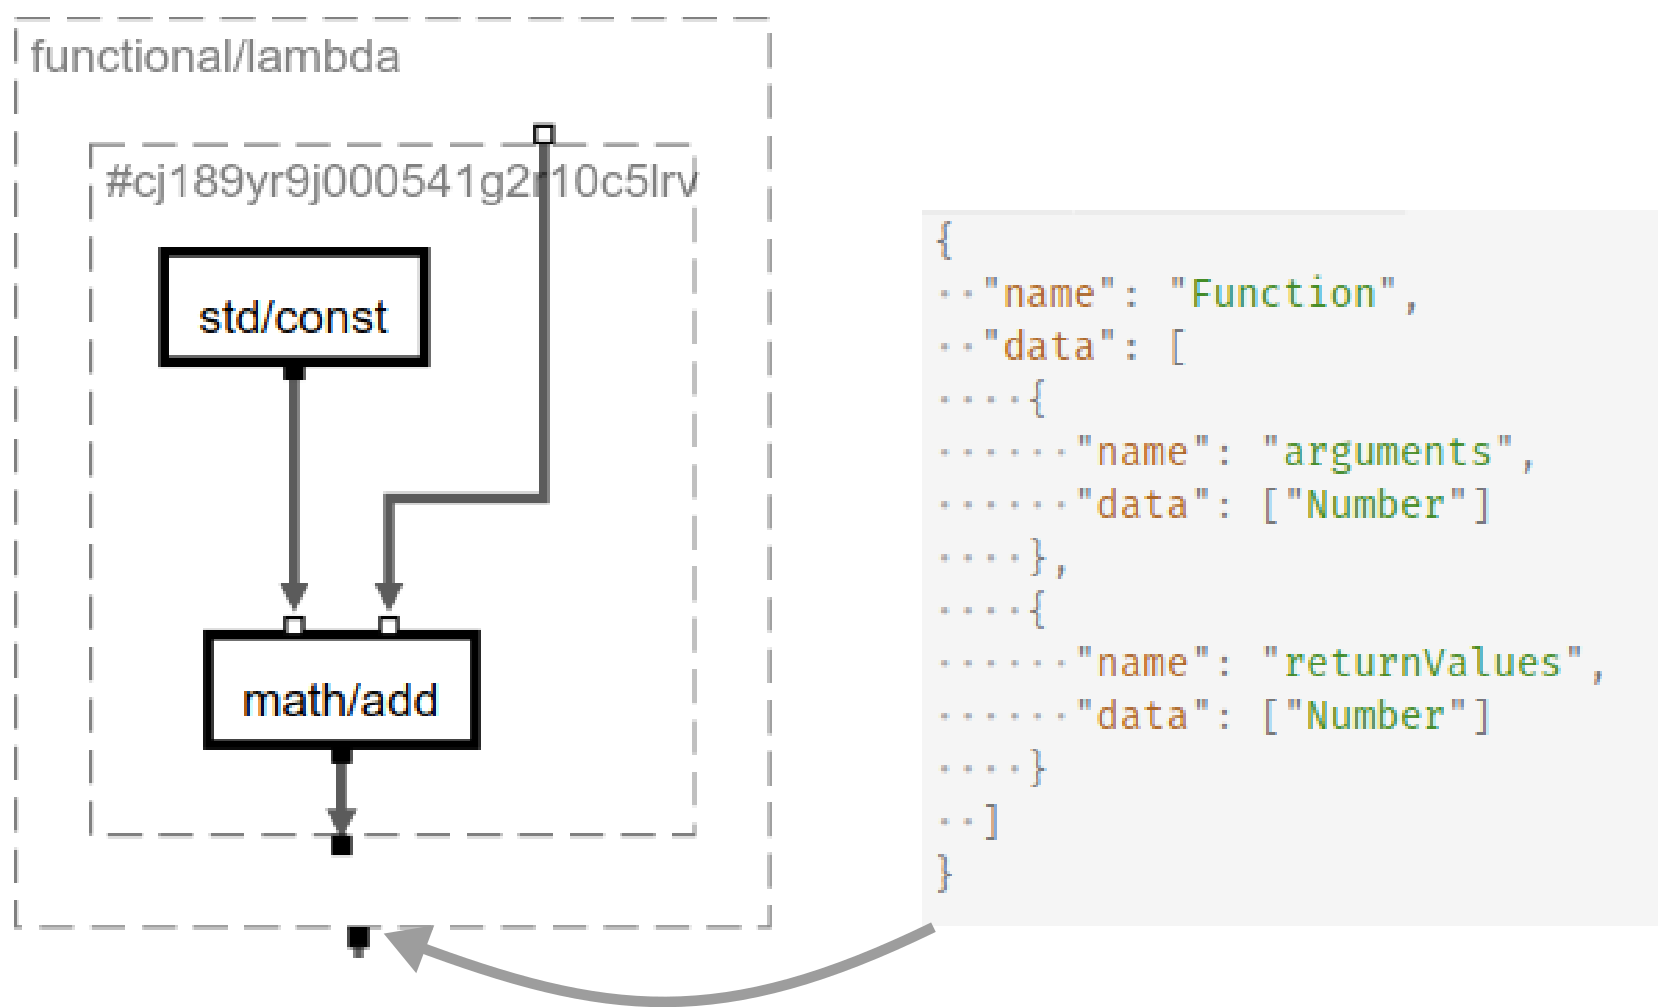 functional/lambda
#cj189yr9j000541g2r10c5lrv
std/const
math/add
{
"name": "Function",
"data": [
{
"name": "arguments",
"data": ["Number"]
},
{
"name": "returnValues",
"data": ["Number"]
}
]
}